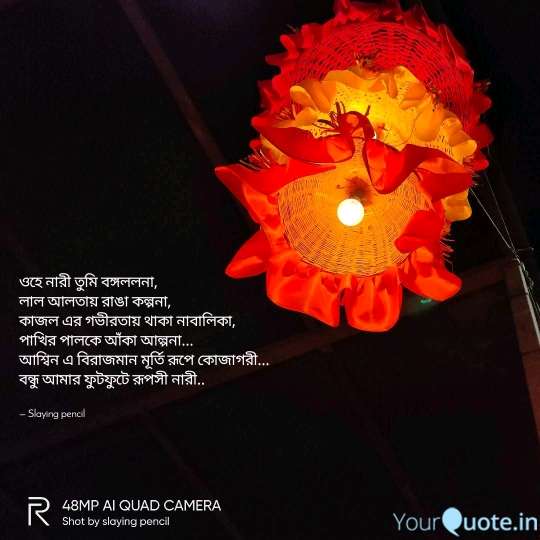 ওহে নারী তুমি বঙ্গললনা,
লাল আলতায় রাঙা কল্পনা,
কাজল এর গভীরতায় থাকা নাবালিকা,
পাখির পালকে আঁকা আল্পনা...
আশ্বিন এ বিরাজমান মূর্তি রূপে কোজাগরী...
বন্ধু আমার ফুটফুটে রূপসী নারী..
– Slaying pencil
R 48MP AI QUAD CAMERA
Shot by slaying pencil
YourQuote.in